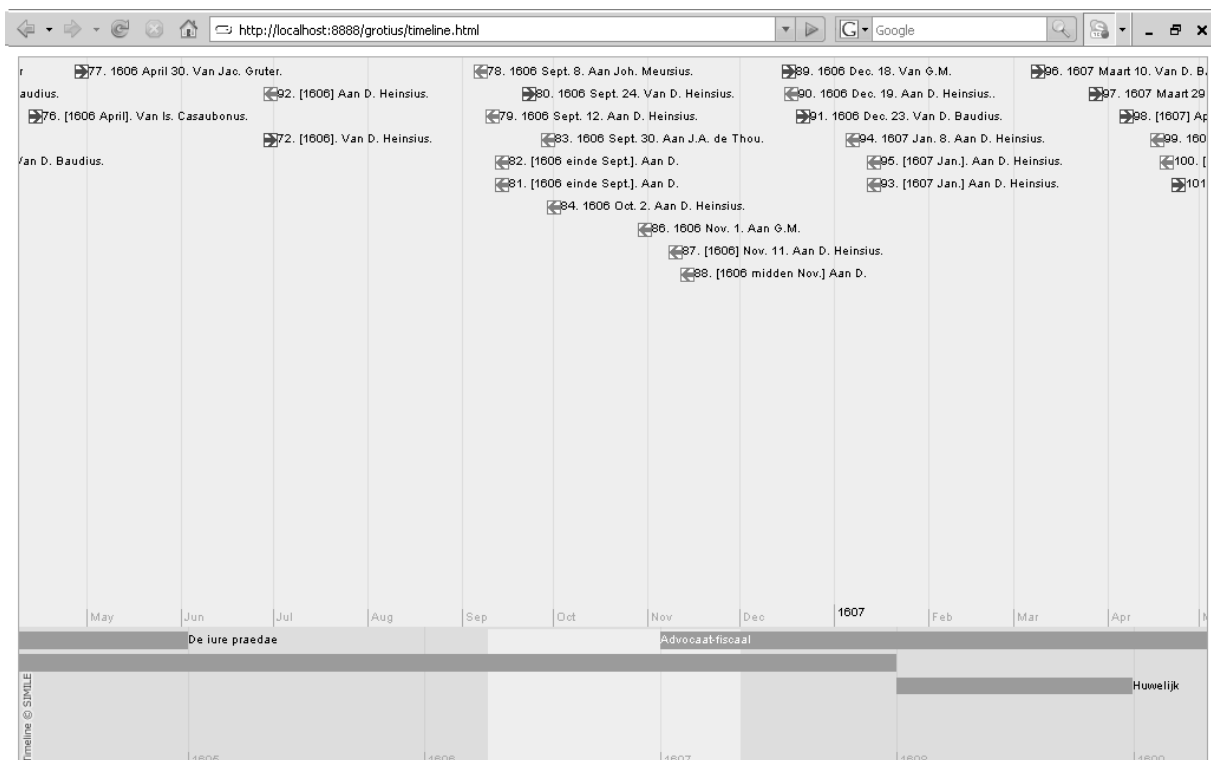 http://localhost:8888/grotius/timeline.html
G Google
r 77. 1606 April 30. Van Jac. Gruter. 78. 1606 Sept. 8. Aan Joh. Meursius. 89. 1606 Dec. 18. Van G.M. 96. 1607 Maart 10. Van D. B.
audius. 92. [1606] Aan D. Heinsius. 80. 1606 Sept. 24. Van D. Heinsius. 90. 1606 Dec. 19. Aan D. Heinsius.. 97. 1607 Maart 29
76. [1606 April]. Van Is. Casaubonus. 79. 1606 Sept. 12. Aan D. Heinsius. 91. 1606 Dec. 23. Van D. Baudius. 98. [1607] Ap
72. [1606]. Van D. Heinsius. 83. 1606 Sept. 30. Aan J.A. de Thou. 94. 1607 Jan. 8. Aan D. Heinsius. 99. 160
Van D. Baudius. 82. [1606 einde Sept.]. Aan D. 95. [1607 Jan.]. Aan D. Heinsius. 100. [
81. [1606 einde Sept.]. Aan D. 93. [1607 Jan.] Aan D. Heinsius. 101
84. 1606 Oct. 2. Aan D. Heinsius.
86. 1606 Nov. 1. Aan G.M.
87. [1606] Nov. 11. Aan D. Heinsius.
88. [1606 midden Nov.] Aan D.
May Jun Jul Aug Sep Oct Nov Dec 1607 Feb Mar Apr
De iure praedae Advocaat-fiscaal
Huwelijk
Timeline © SIMILE
1605 1606 1607 1608 1609